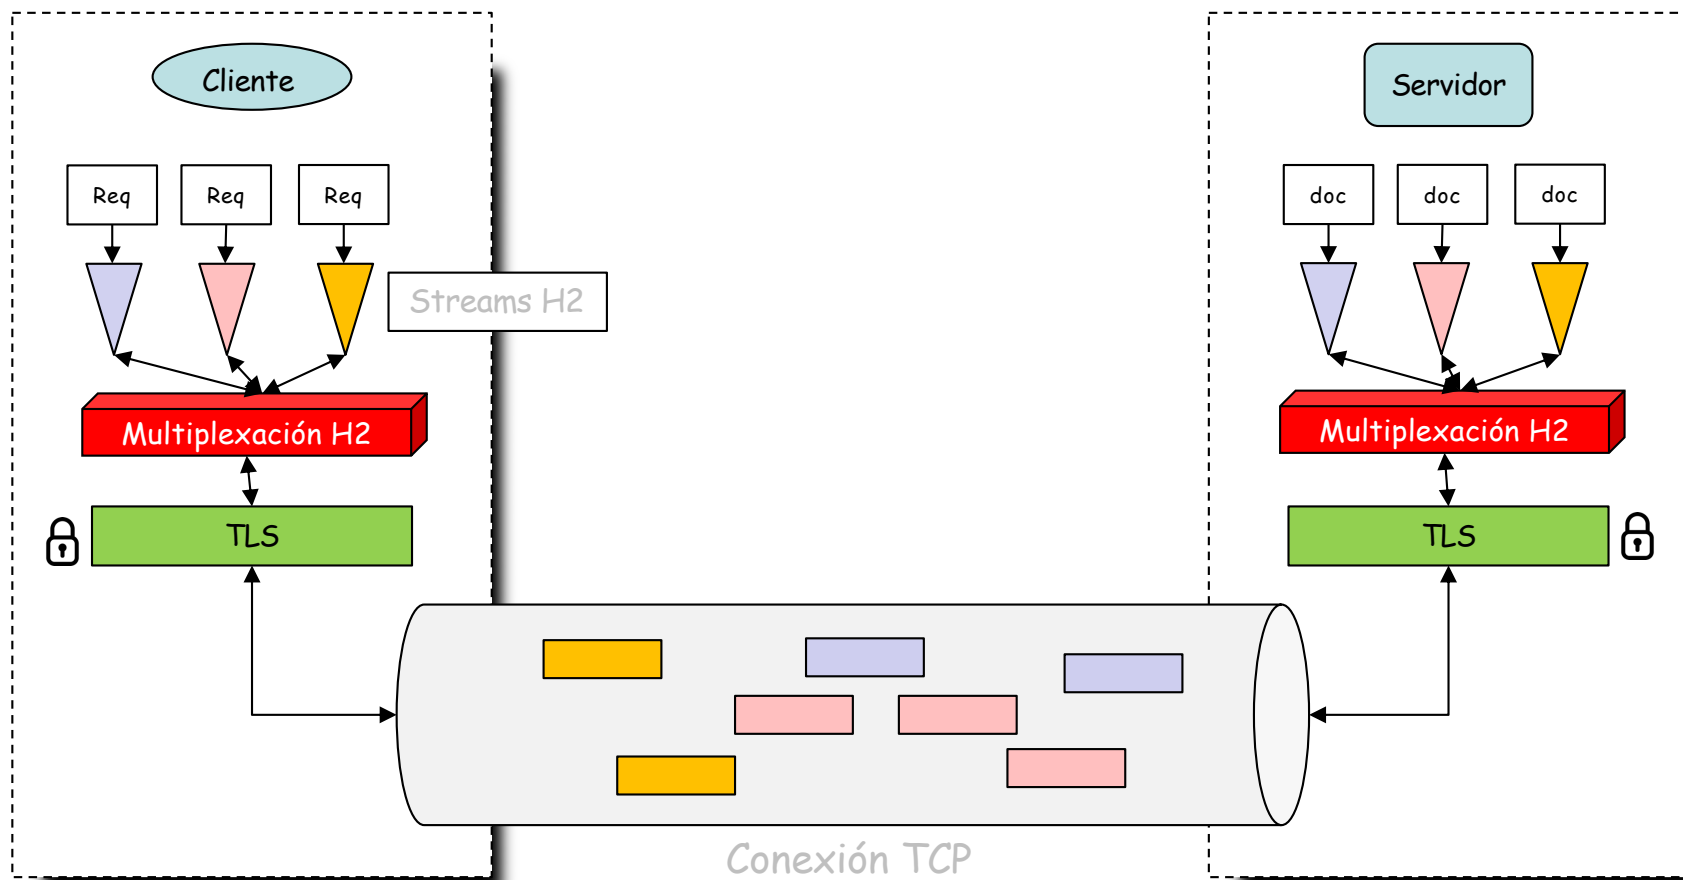 Cliente
Servidor
Req
Req
Req
doc
doc
doc
Streams H2
Multiplexación H2
Multiplexación H2
TLS
TLS
Conexión TCP